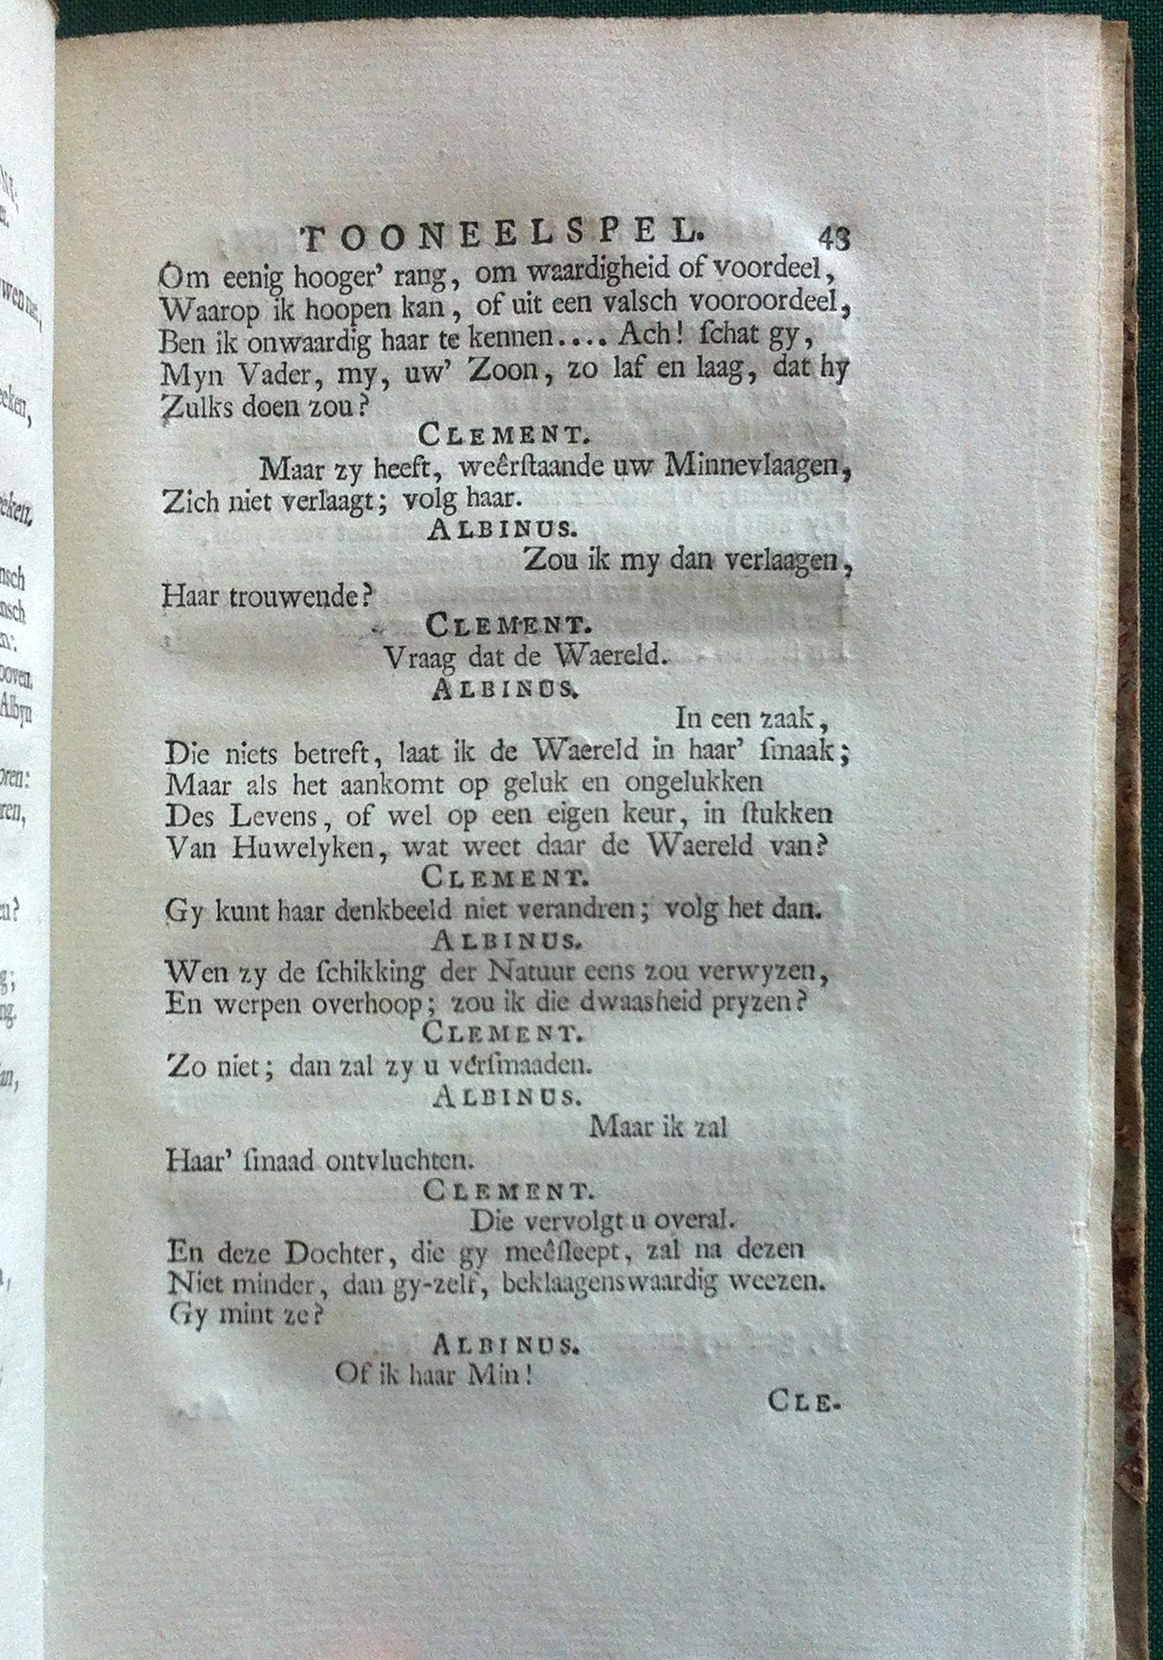 TOONEELSPEL. 43
Om eenig hooger' rang, om waardigheid of voordeel,
Waarop ik hoopen kan, of uit een valsch vooroordeel,
Ben ik onwaardig haar te kennen.... Ach! ſchat gy,
Myn Vader, my, uw' Zoon, zo laf en laag, dat hy
Zulks doen zou?
CLEMENT.
Maar zy heeft, weêrſtaande uw Minnevlaagen,
Zich niet verlaagt; volg haar.
ALBINUS.
Zou ik my dan verlaagen,
Haar trouwende?
CLEMENT.
Vraag dat de Waereld.
ALBINUS.
In een zaak,
Die niets betreft, laat ik de Waereld in haar' ſmaak;
Maar als het aankomt op geluk en ongelukken
Des Levens, of wel op een eigen keur, in ſtukken
Van Huwelyken, wat weet daar de Waereld van?
CLEMENT.
Gy kunt haar denkbeeld niet verandren; volg het dan.
ALBINUS.
Wen zy de ſchikking der Natuur eens zou verwyzen,
En werpen overhoop; zou ik die dwaasheid pryzen?
CLEMENT.
Zo niet; dan zal zy u verſmaaden.
ALBINUS.
Maar ik zal
Haar' ſmaad ontvluchten.
CLEMENT.
Die vervolgt u overal.
En deze Dochter, die gy meêſleept, zal na dezen
Niet minder, dan gy-zelf, beklaagenswaardig weezen.
Gy mint ze?
ALBINUS.
Of ik haar Min!
CLE-